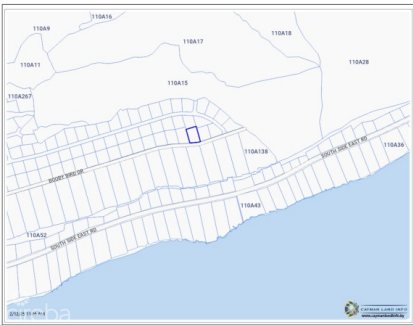 110A16
110A9
110A18
110A17
110A11
110A28
110A15
110A267
110A138
SOUTH SIDE EAST RD
110A36
BOOBY BIRD DR
110A43
110A52
SOUTH SIDE EAST RD
CAYMAN LAND INFO
www.caymanlandinfo.ky